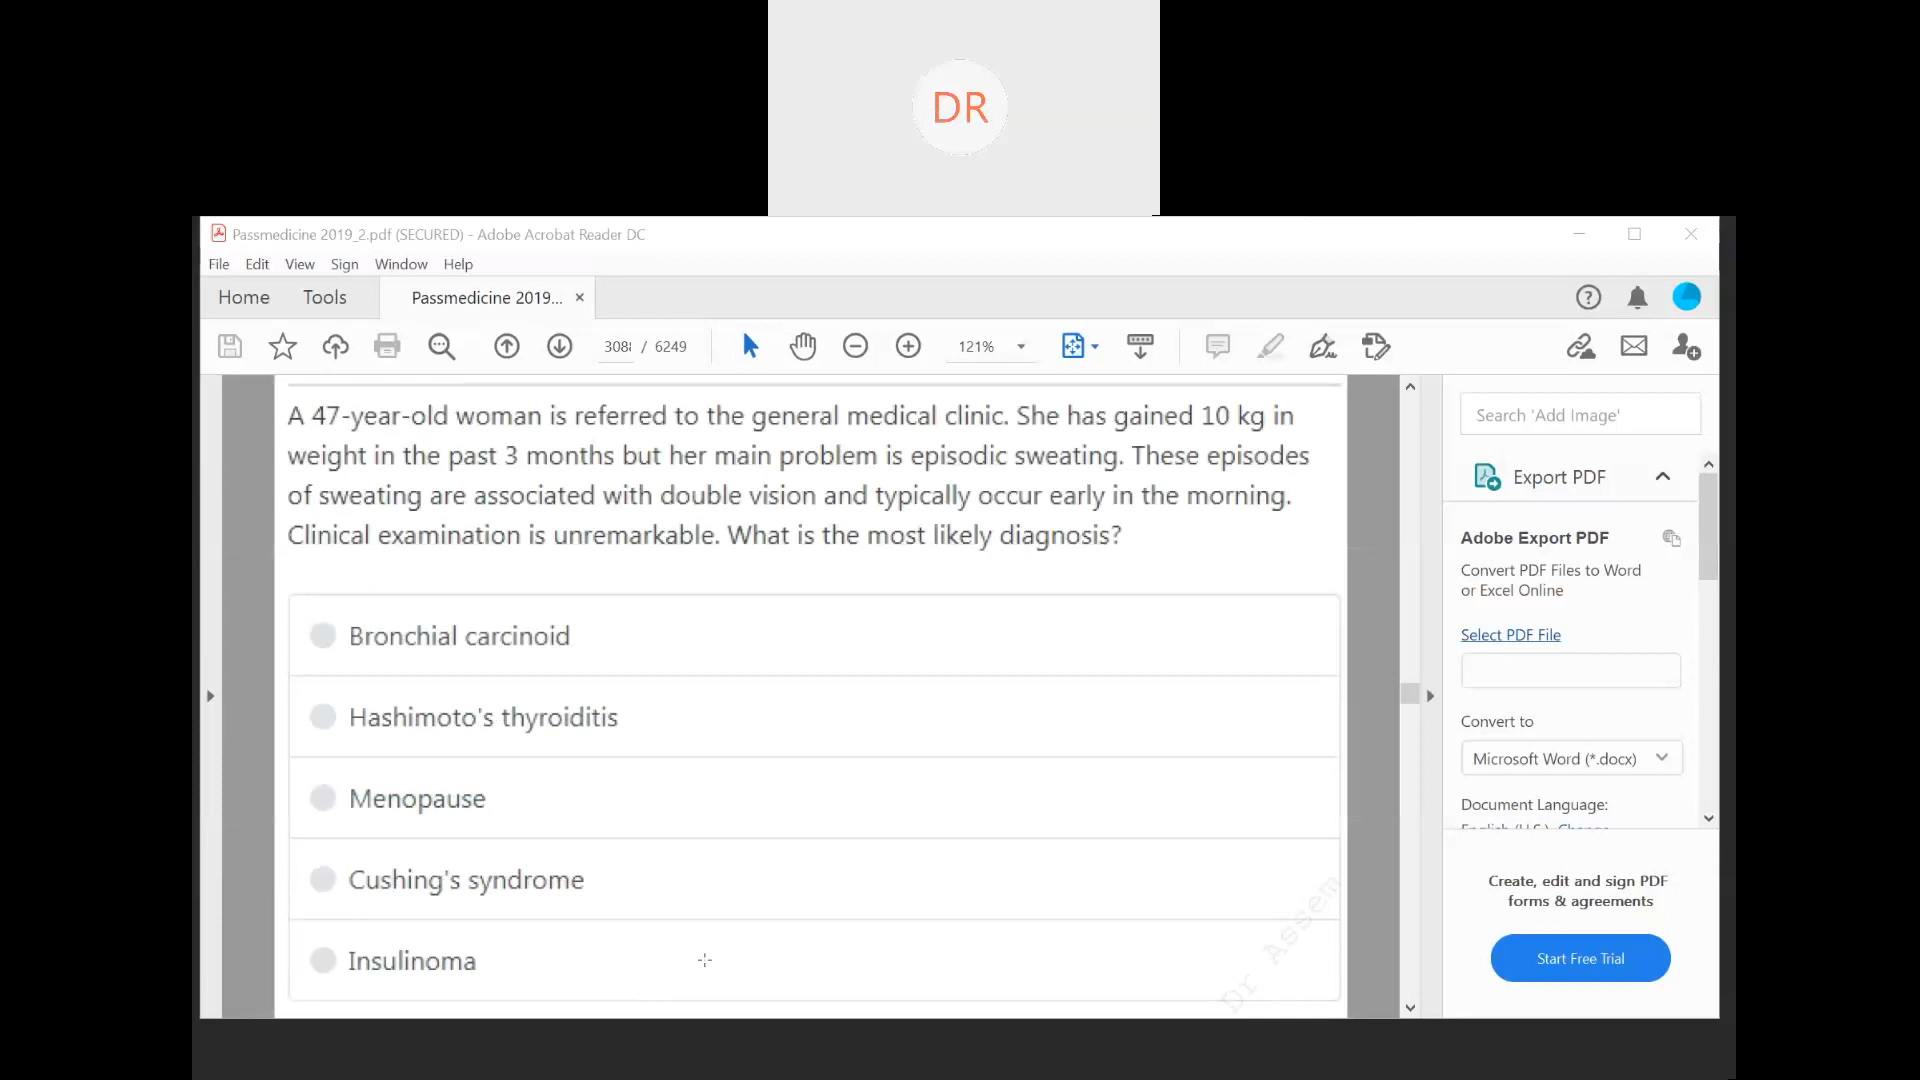 DR
Passmedicine 2019_2.pdf (SECURED) - Adobe Acrobat Reader DC
File Edit View Sign Window Help
Home Tools Passmedicine 2019... ×
/ 6249 121%
A 47-year-old woman is referred to the general medical clinic. She has gained 10 kg in
weight in the past 3 months but her main problem is episodic sweating. These episodes
of sweating are associated with double vision and typically occur early in the morning.
Clinical examination is unremarkable. What is the most likely diagnosis?
Bronchial carcinoid
Hashimoto's thyroiditis
Menopause
Cushing's syndrome
Insulinoma
Dr Assem
Search 'Add Image'
Export PDF
Adobe Export PDF
Convert PDF Files to Word
or Excel Online
Select PDF File
Convert to
Microsoft Word (*.docx)
Document Language:
Create, edit and sign PDF
forms & agreements
Start Free Trial